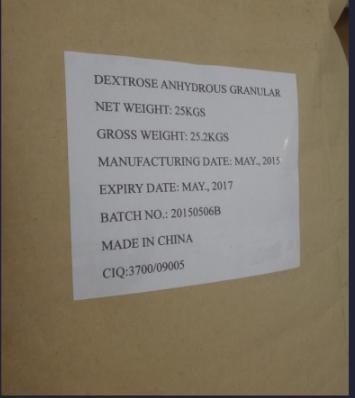 DEXTROSE ANHYDROUS GRANULAR
NET WEIGHT: 25KGS
GROSS WEIGHT: 25.2KGS
MANUFACTURING DATE: MAY., 2015
EXPIRY DATE: MAY., 2017
BATCH NO.: 20150506B
MADE IN CHINA
CIQ:3700/09005